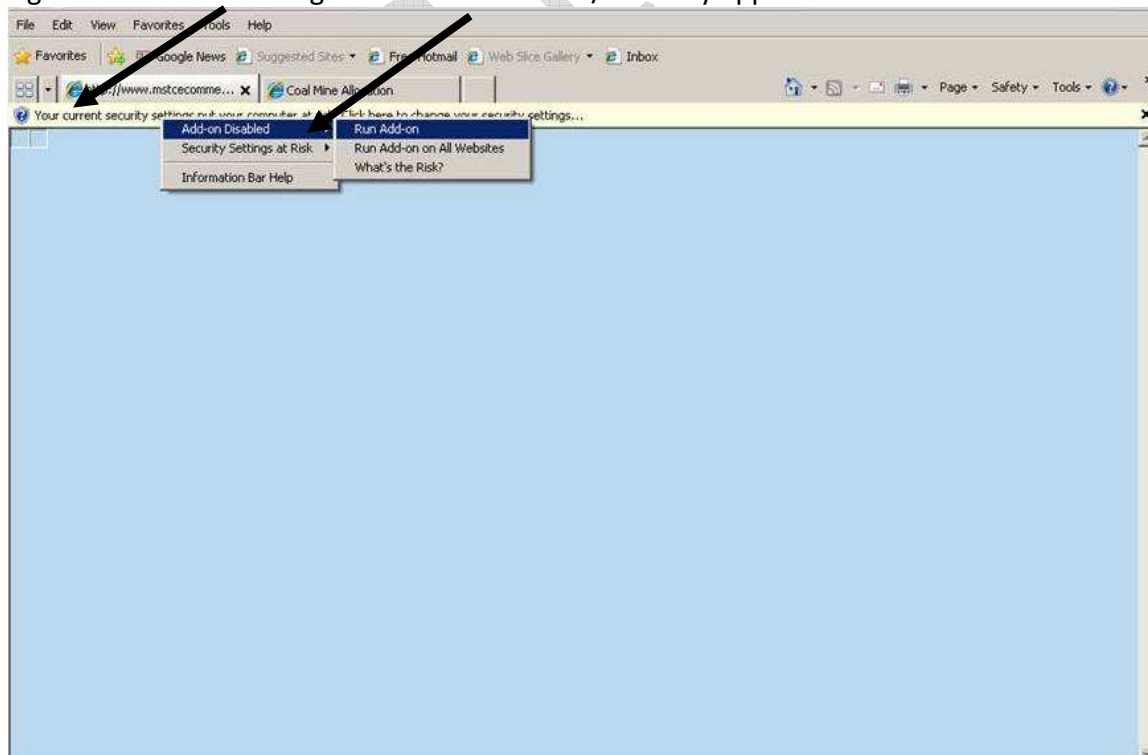 File Edit View Favorites Tools Help
Favorites Google News Suggested Sites Free Hotmail Web Slice Gallery Inbox
http://www.mstcecomme... Coal Mine Allocation Page Safety Tools
Your current security settings put your computer at Click here to change your security settings...
Add-on Disabled Run Add-on
Security Settings at Risk Run Add-on on All Websites
What's the Risk?
Information Bar Help